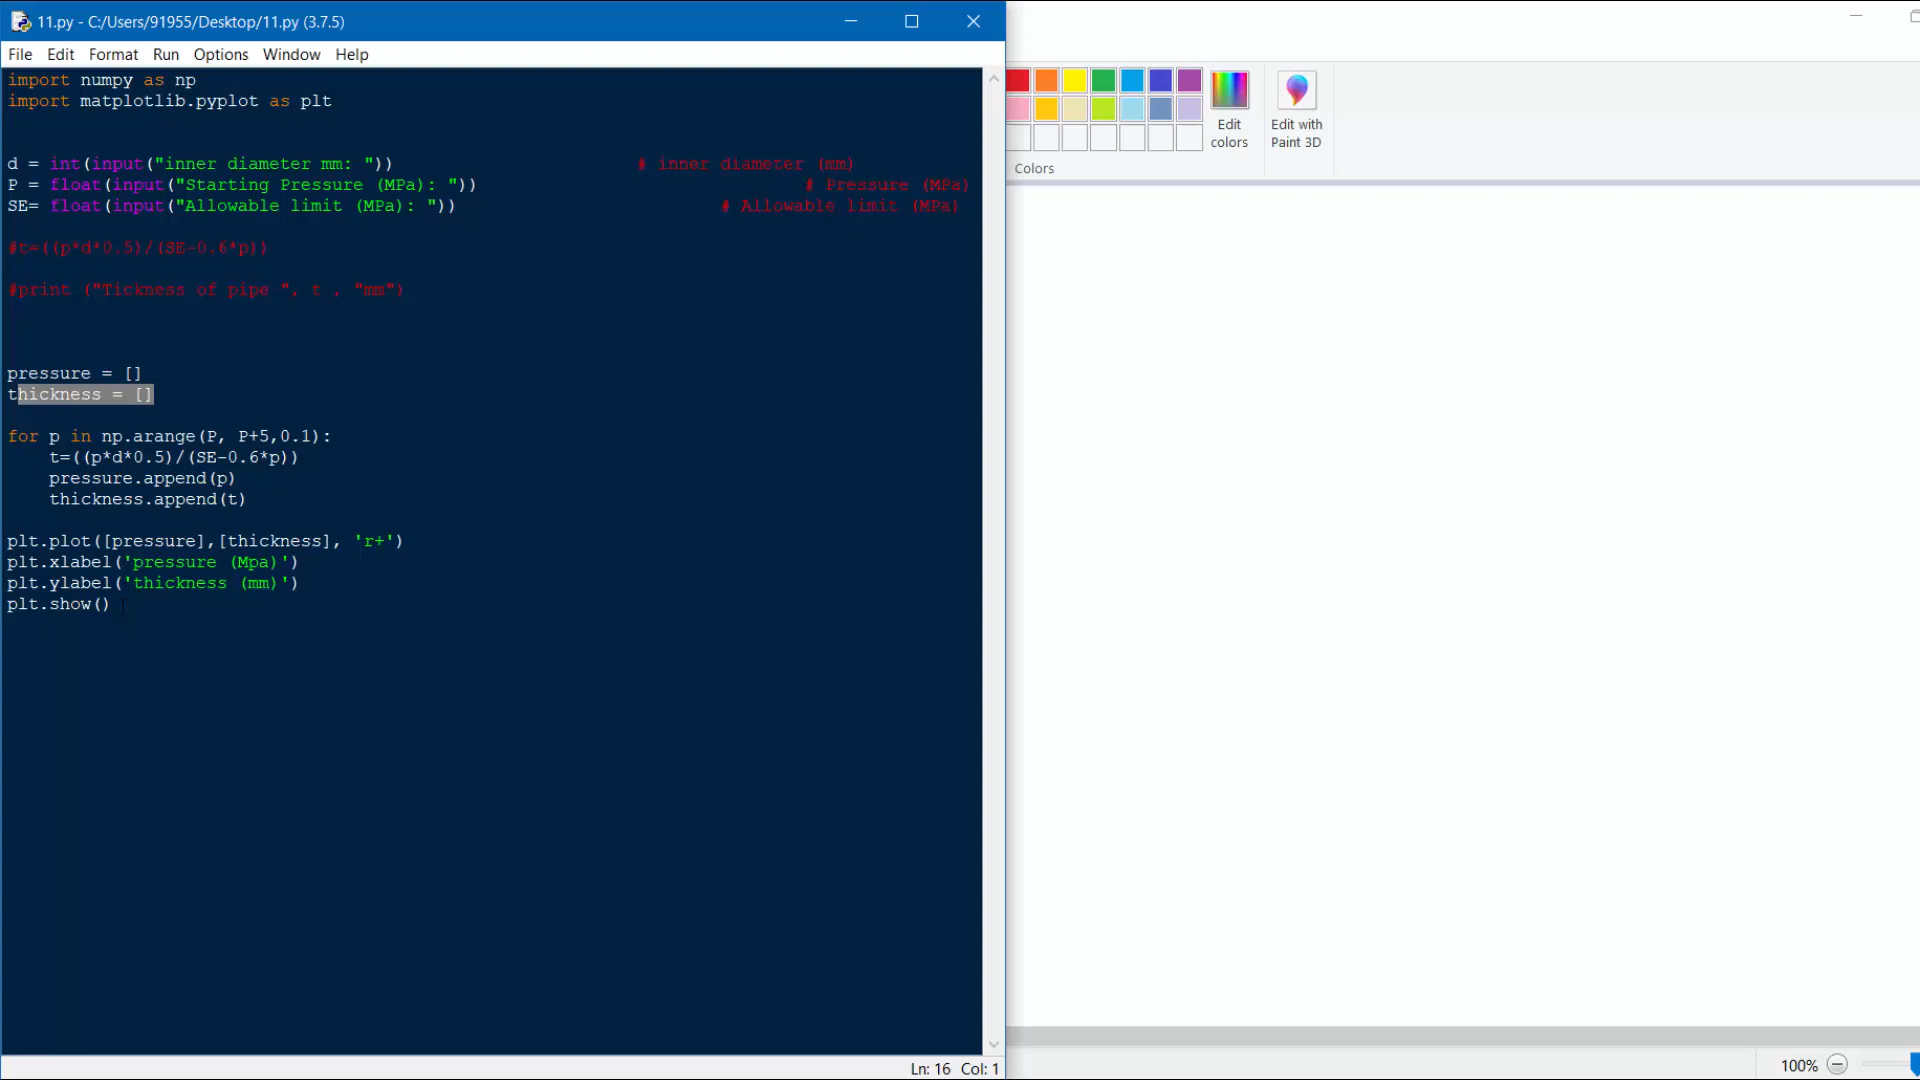 11.py - C:/Users/91955/Desktop/11.py (3.7.5)
File Edit Format Run Options Window Help
import numpy as np
import matplotlib.pyplot as plt
d = int(input("inner diameter mm: ")) # inner diameter (mm)
P = float(input("Starting Pressure (MPa): ")) # Pressure (MPa)
SE= float(input("Allowable limit (MPa): ")) # Allowable limit (MPa)
#t=((p*d*0.5)/(SE-0.6*p))
#print ("Tickness of pipe ", t , "mm")
pressure = []
thickness = []
for p in np.arange(P, P+5,0.1):
    t=((p*d*0.5)/(SE-0.6*p))
    pressure.append(p)
    thickness.append(t)
plt.plot([pressure],[thickness], 'r+')
plt.xlabel('pressure (Mpa)')
plt.ylabel('thickness (mm)')
plt.show()
Ln: 16 Col: 1
Edit colors
Edit with Paint 3D
Colors
100%